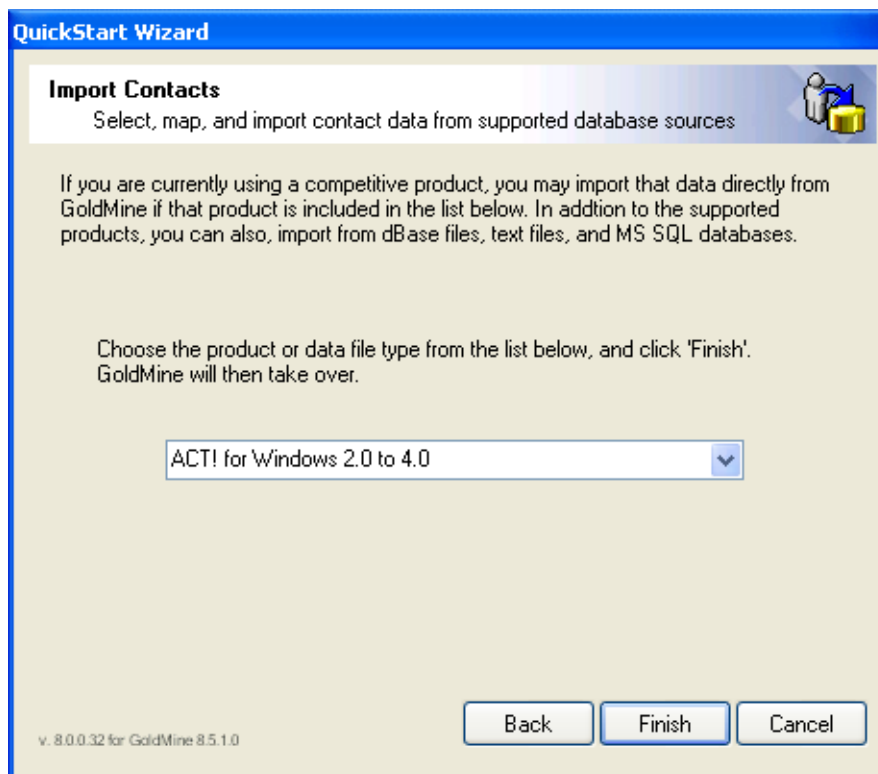 QuickStart Wizard
Import Contacts
Select, map, and import contact data from supported database sources
If you are currently using a competitive product, you may import that data directly from
GoldMine if that product is included in the list below. In addtion to the supported
products, you can also, import from dBase files, text files, and MS SQL databases.
Choose the product or data file type from the list below, and click 'Finish'.
GoldMine will then take over.
ACT! for Windows 2.0 to 4.0
Back
Finish
Cancel
v. 8.0.0.32 for GoldMine 8.5.1.0